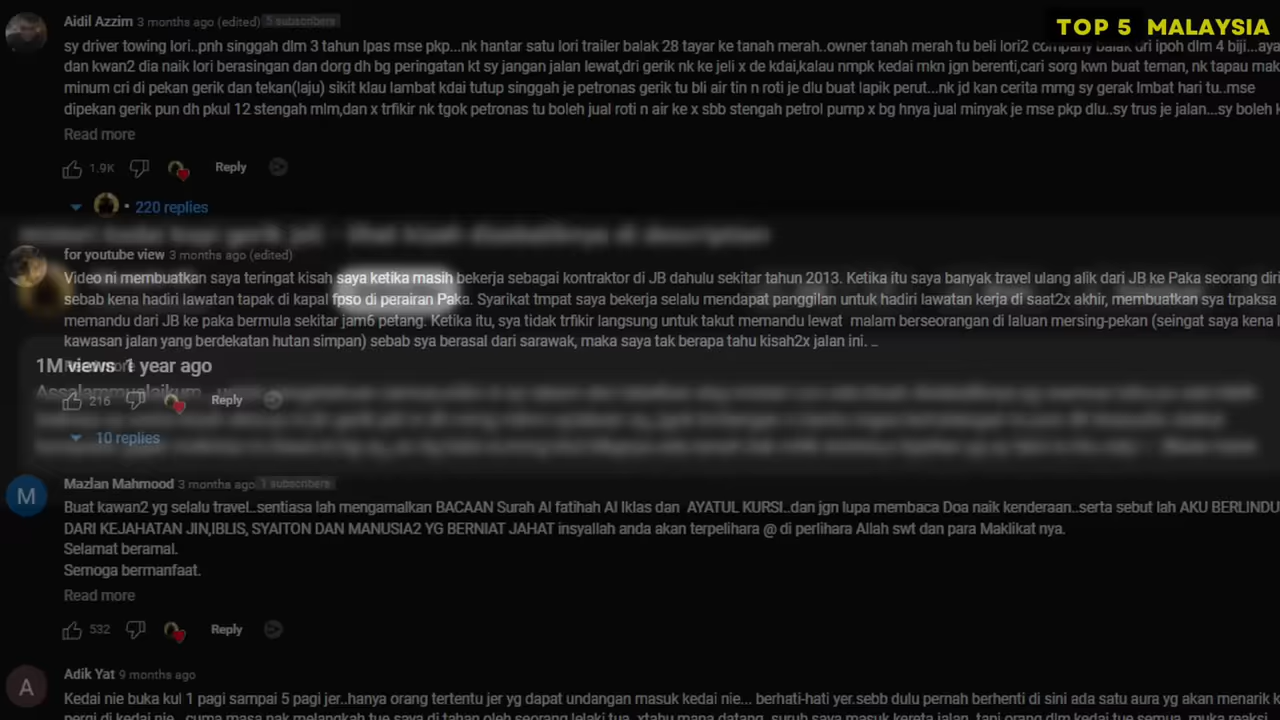 TOP 5 MALAYSIA
Aidil Azzim 3 months ago (edited) 5 subscribers
sy driver towing lori..pnh singgah dlm 3 tahun lpas mse pkp...nk hantar satu lori trailer balak 28 tayar ke tanah merah..owner tanah merah tu beli lori2 company balak dri ipoh dlm 4 biji...aya
dan kwan2 dia naik lori berasingan dan dorg dh bg peringatan kt sy jangan jalan lewat,dri gerik nk ke jeli x de kdai,kalau nmpk kedai mkn jgn berenti,cari sorg kwn buat teman, nk tapau mak
minum cri di pekan gerik dan tekan(laju) sikit klau lambat kdai tutup singgah je petronas gerik tu bli air tin n roti je dlu buat lapik perut...nk jd kan cerita mmg sy gerak lmbat hari tu..mse
dipekan gerik pun dh pkul 12 stengah mlm,dan x trfikir nk tgok petronas tu boleh jual roti n air ke x sbb stengah petrol pump x bg hnya jual minyak je mse pkp dlu..sy trus je jalan...sy boleh k
Read more
1.9K Reply
220 replies
for youtube view 3 months ago (edited)
Video ni membuatkan saya teringat kisah saya ketika masih bekerja sebagai kontraktor di JB dahulu sekitar tahun 2013. Ketika itu saya banyak travel ulang alik dari JB ke Paka seorang diri
sebab kena hadiri lawatan tapak di kapal fpso di perairan Paka. Syarikat tmpat saya bekerja selalu mendapat panggilan untuk hadiri lawatan kerja di saat2x akhir, membuatkan sya trpaksa
memandu dari JB ke paka bermula sekitar jam6 petang. Ketika itu, sya tidak trfikir langsung untuk takut memandu lewat malam berseorangan di laluan mersing-pekan (seingat saya kena
kawasan jalan yang berdekatan hutan simpan) sebab sya berasal dari sarawak, maka saya tak berapa tahu kisah2x jalan ini. ..
1M views 1 year ago
216 Reply
10 replies
M
Mazlan Mahmood 3 months ago 1 subscribers
Buat kawan2 yg selalu travel..sentiasa lah mengamalkan BACAAN Surah Al fatihah Al Iklas dan AYATUL KURSI..dan jgn lupa membaca Doa naik kenderaan..serta sebut lah AKU BERLINDU
DARI KEJAHATAN JIN,IBLIS, SYAITON DAN MANUSIA2 YG BERNIAT JAHAT insyallah anda akan terpelihara @ di perlihara Allah swt dan para Maklikat nya.
Selamat beramal.
Semoga bermanfaat.
Read more
532 Reply
A
Adik Yat 9 months ago
Kedai nie buka kul 1 pagi sampai 5 pagi jer..hanya orang tertentu jer yg dapat undangan masuk kedai nie... berhati-hati yer.sebb dulu pernah berhenti di sini ada satu aura yg akan menarik k